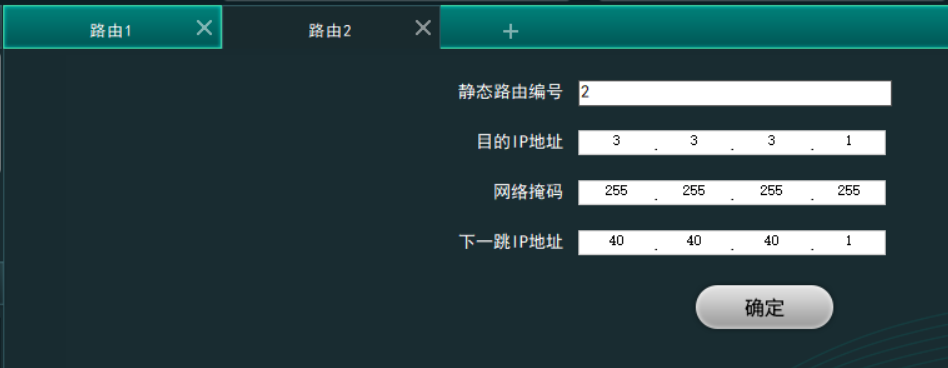 路由1 × 路由2 × +
静态路由编号 2
目的IP地址 3 . 3 . 3 . 1
网络掩码 255 . 255 . 255 . 255
下一跳IP地址 40 . 40 . 40 . 1
确定